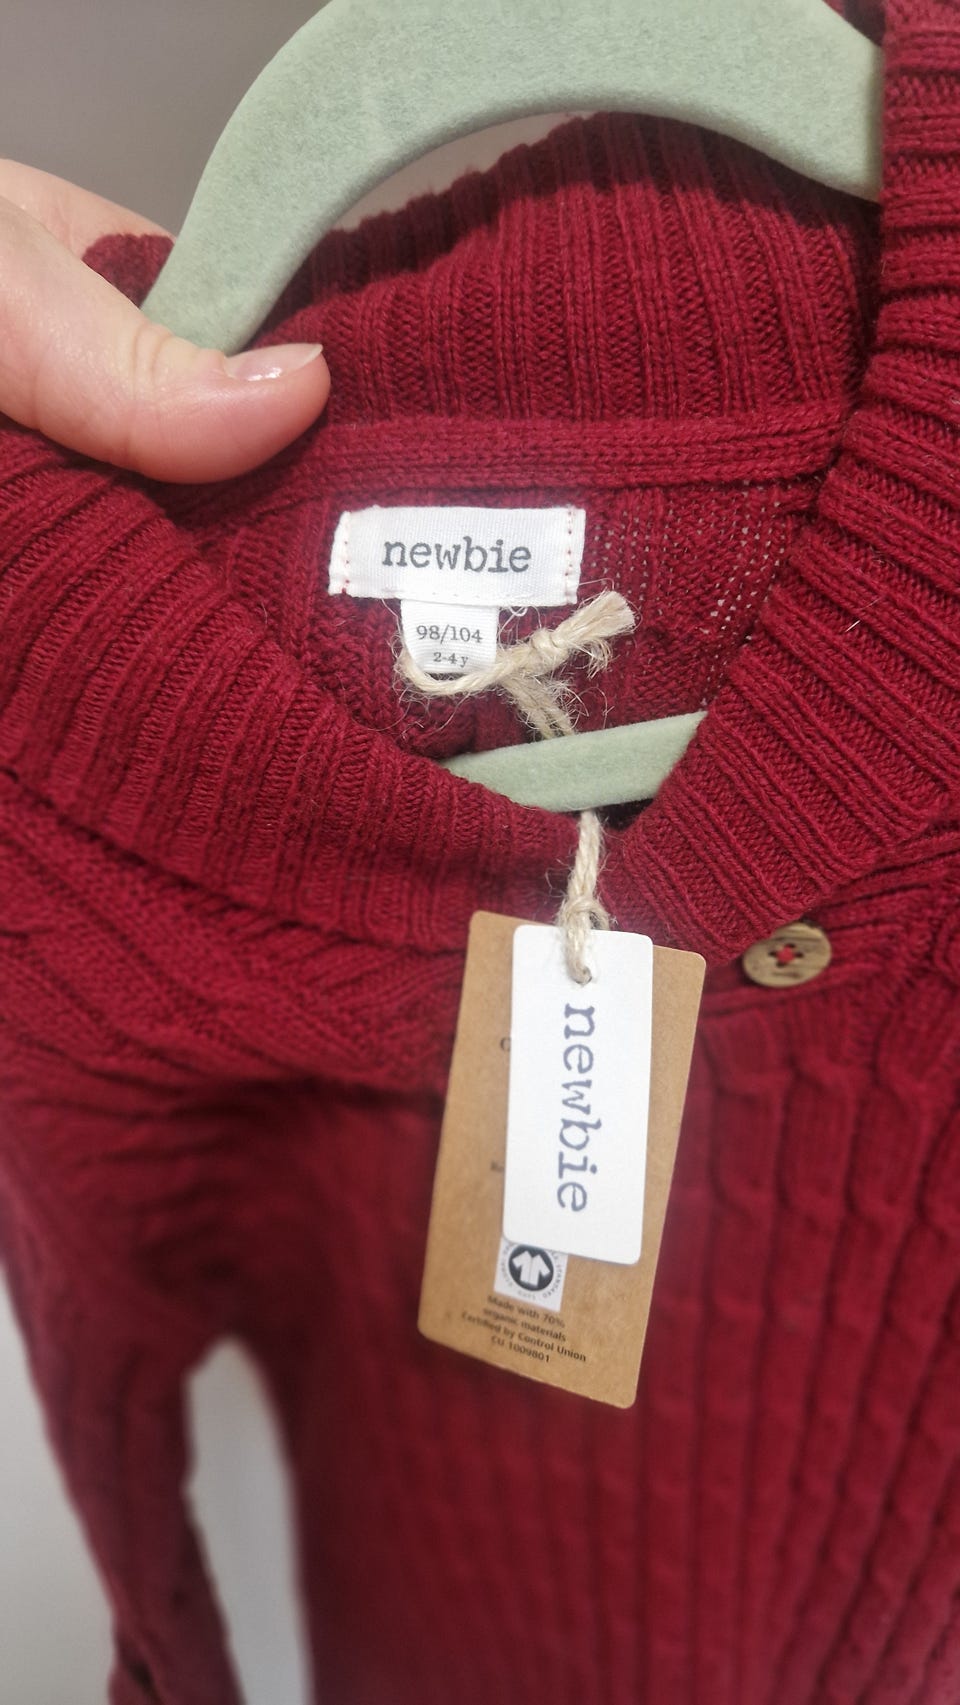 newbie
98/104
2-4 y
newbie
Made with 70%
organic materials
Certified by Control Union
CU 1009801